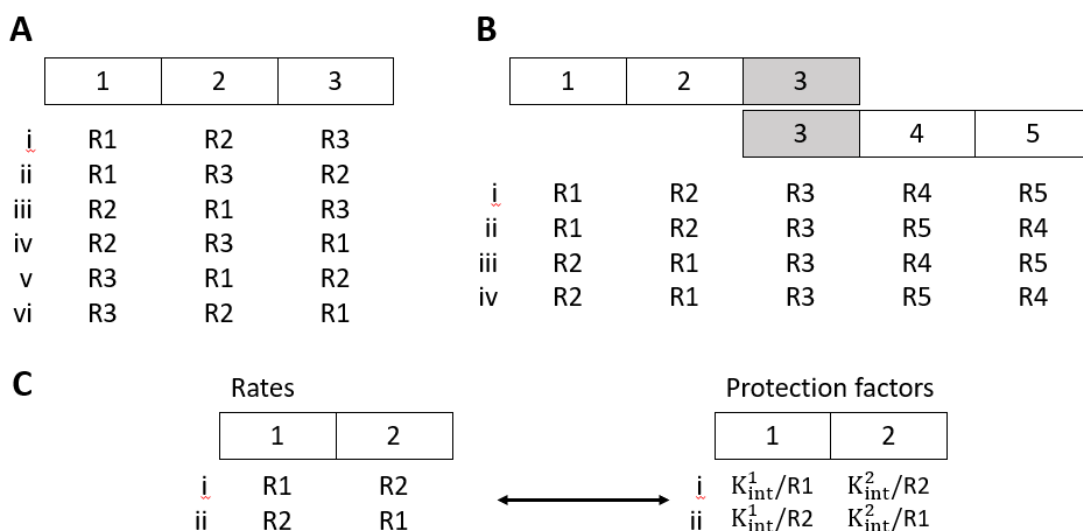 A
1 2 3
i R1 R2 R3
ii R1 R3 R2
iii R2 R1 R3
iv R2 R3 R1
v R3 R1 R2
vi R3 R2 R1
B
1 2 3
3 4 5
i R1 R2 R3 R4 R5
ii R1 R2 R3 R5 R4
iii R2 R1 R3 R4 R5
iv R2 R1 R3 R5 R4
C
Rates
1 2
i R1 R2
ii R2 R1
Protection factors
1 2
i K¹int/R1 K²int/R2
ii K¹int/R2 K²int/R1